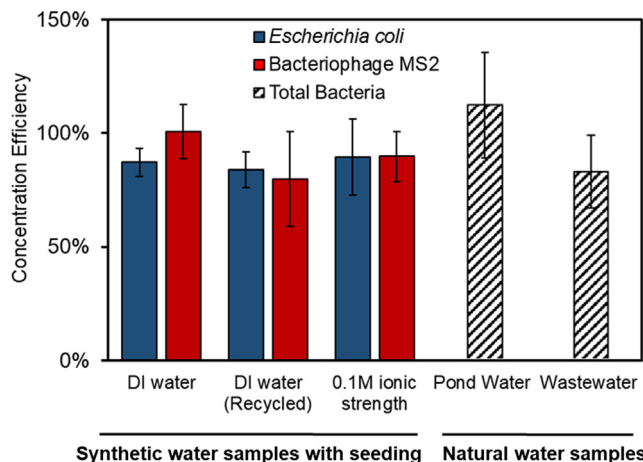 150%
100%
50%
0%
Concentration Efficiency
Escherichia coli
Bacteriophage MS2
Total Bacteria
DI water
DI water
(Recycled)
0.1M ionic
strength
Pond Water
Wastewater
Synthetic water samples with seeding
Natural water samples